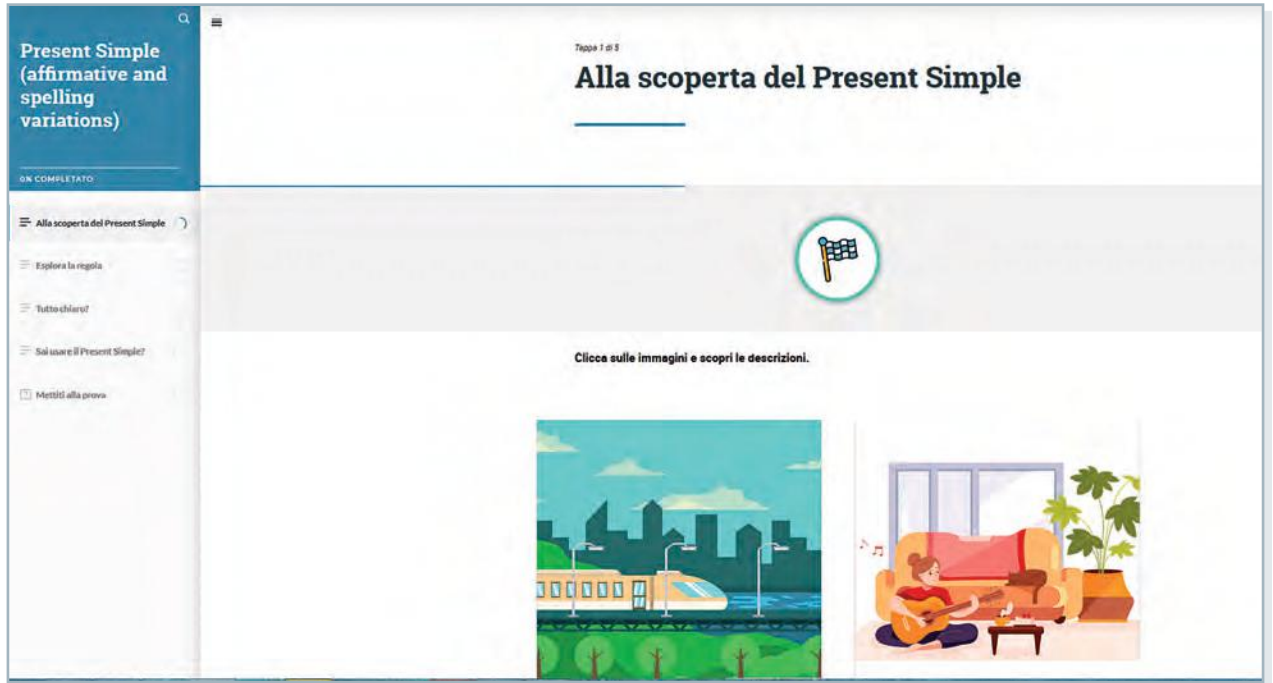 Present Simple
(affirmative and
spelling
variations)
0% COMPLETATO
Alla scoperta del Present Simple
Esplora la regola
Tutto chiaro?
Sai usare il Present Simple?
Mettiti alla prova
Tappa 1 di 5
Alla scoperta del Present Simple
Clicca sulle immagini e scopri le descrizioni.